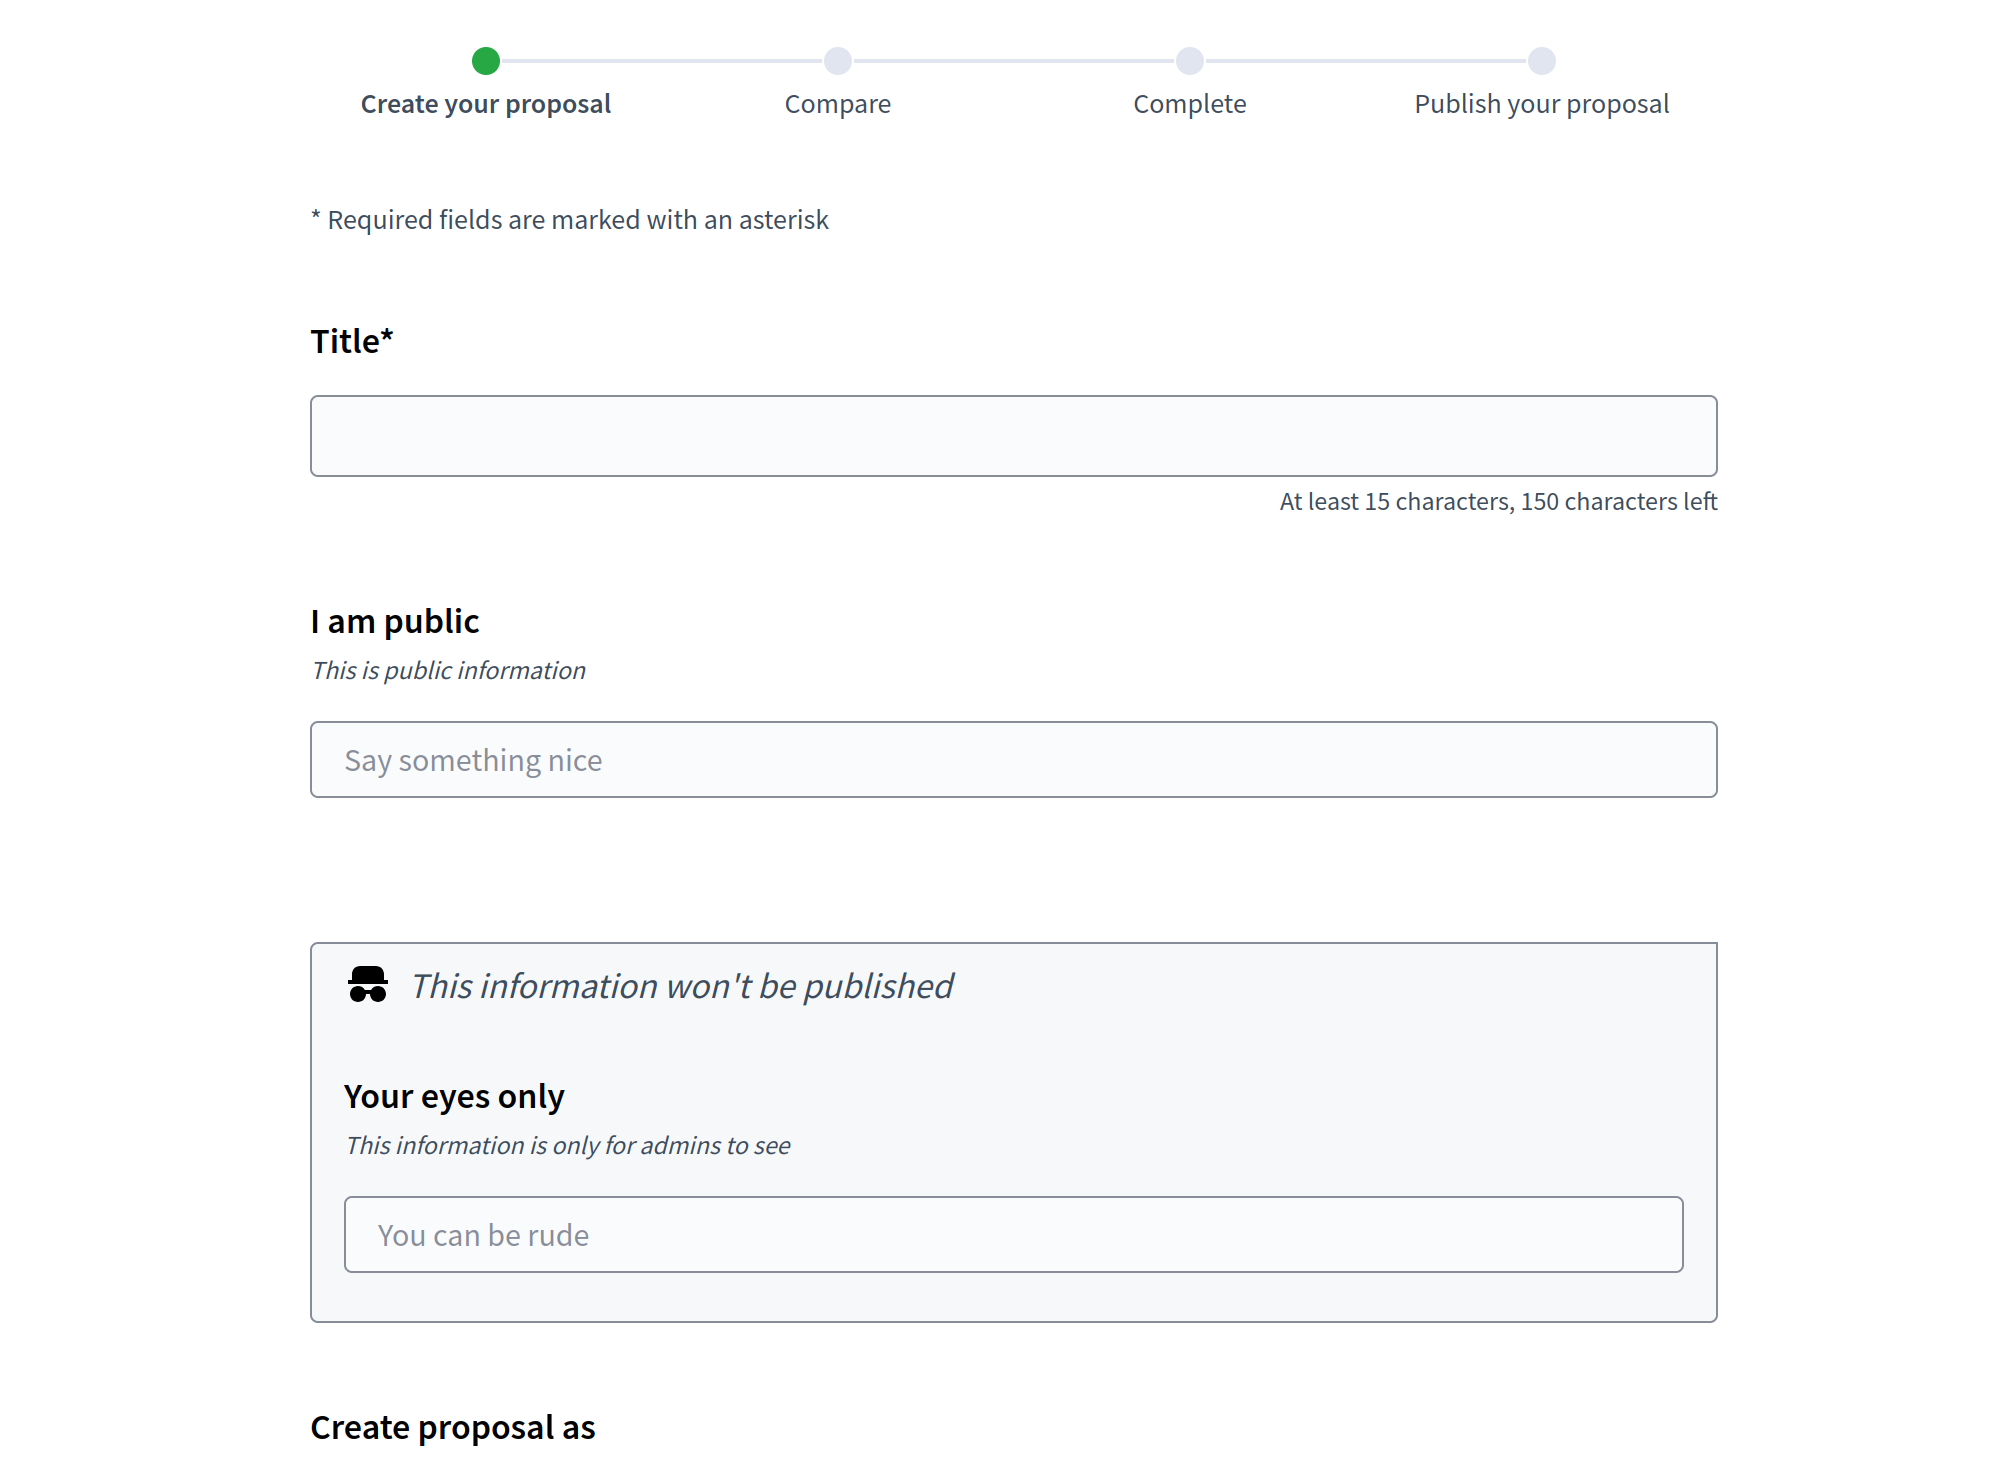 Create your proposal
Compare
Complete
Publish your proposal
* Required fields are marked with an asterisk
Title*
At least 15 characters, 150 characters left
I am public
This is public information
Say something nice
This information won't be published
Your eyes only
This information is only for admins to see
You can be rude
Create proposal as